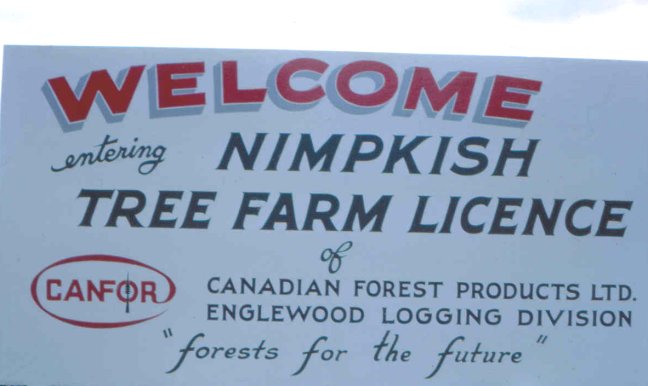 WELCOME
entering NIMPKISH
TREE FARM LICENCE
of
CANFOR
CANADIAN FOREST PRODUCTS LTD.
ENGLEWOOD LOGGING DIVISION
"forests for the future"